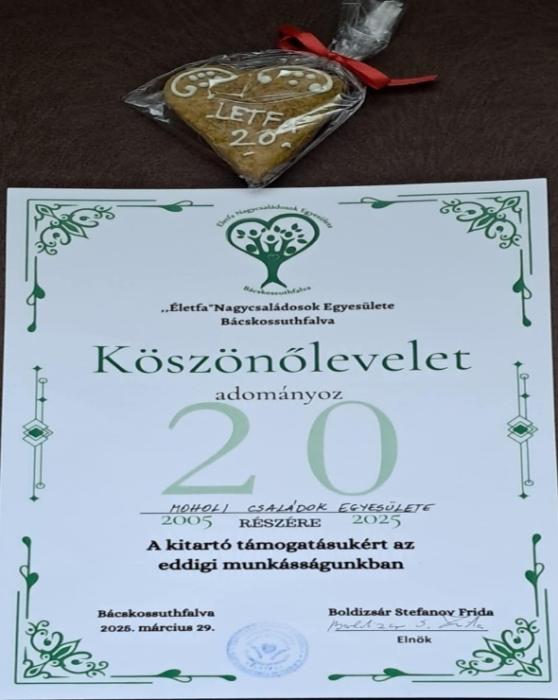 LETF
20
Életfa Nagycsaládosok Egyesülete
Bácskossuthfalva
,,Életfa"Nagycsaládosok Egyesülete
Bácskossuthfalva
Köszönőlevelet
adományoz
20
MOHOLI CSALÁDOK EGYESÜLETE
2005 RÉSZÉRE 2025
A kitartó támogatásukért az
eddigi munkásságunkban
Bácskossuthfalva
2025. március 29.
Boldizsár Stefanov Frida
Elnök